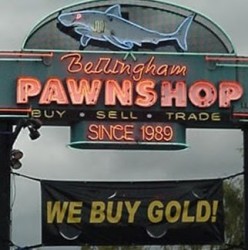 Bellingham
PAWNSHOP
BUY • SELL • TRADE
SINCE 1989
WE BUY GOLD!